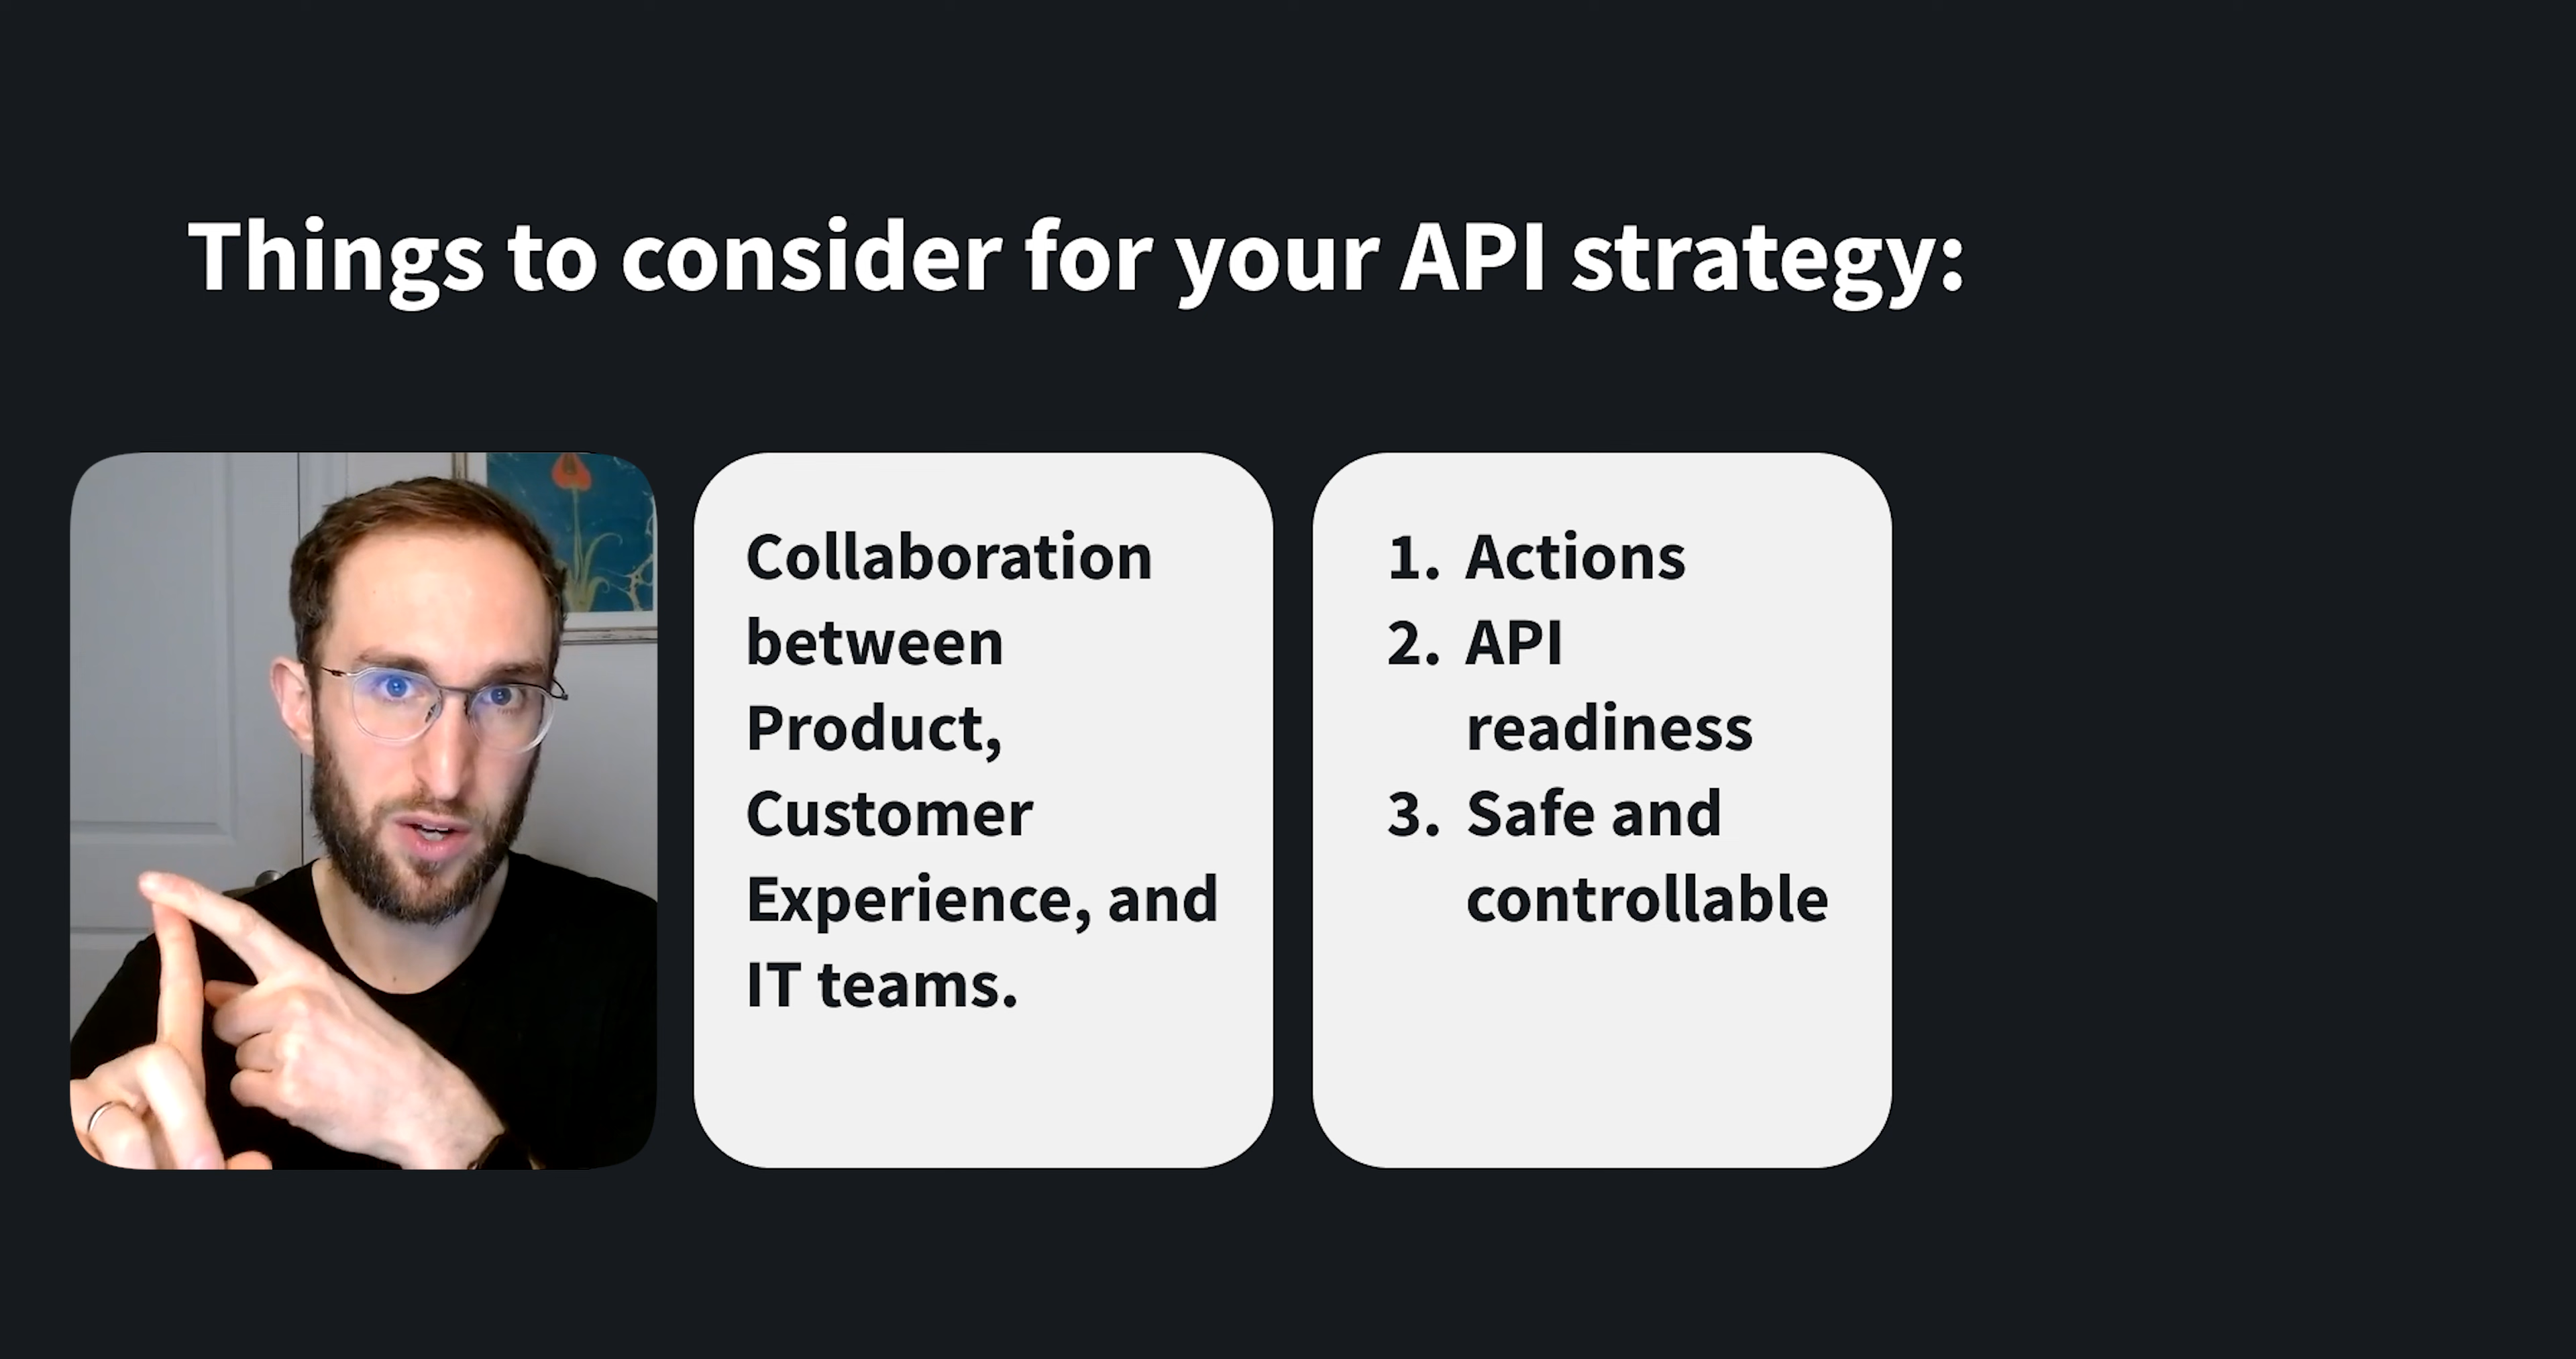 Things to consider for your API strategy:
Collaboration
between
Product,
Customer
Experience, and
IT teams.
1. Actions
2. API
readiness
3. Safe and
controllable